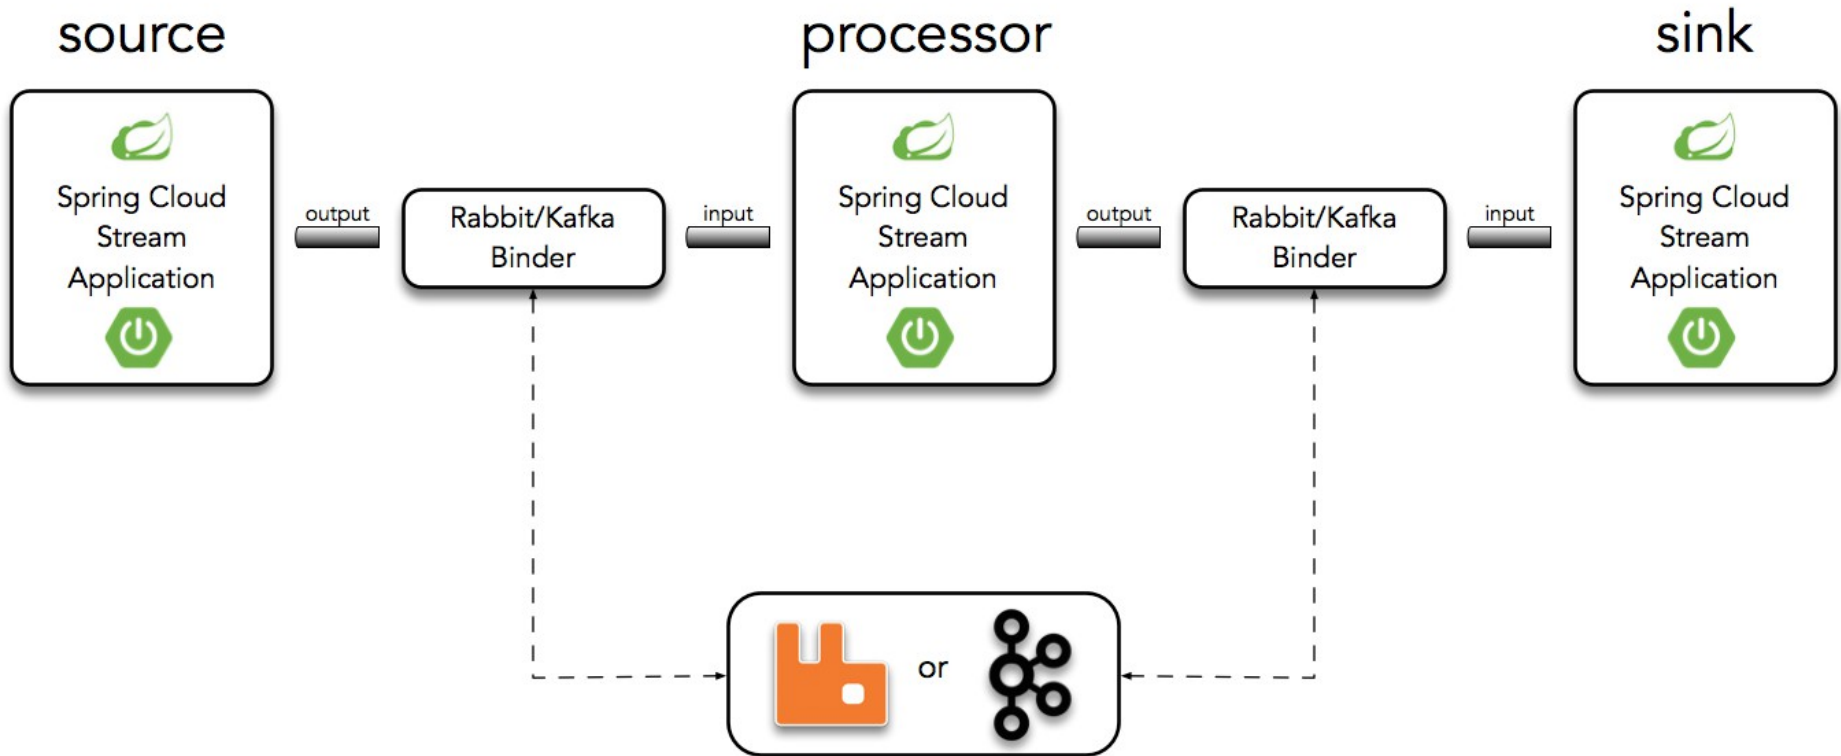 source
processor
sink
Spring Cloud
Stream
Application
output
Rabbit/Kafka
Binder
input
Spring Cloud
Stream
Application
output
Rabbit/Kafka
Binder
input
Spring Cloud
Stream
Application
or